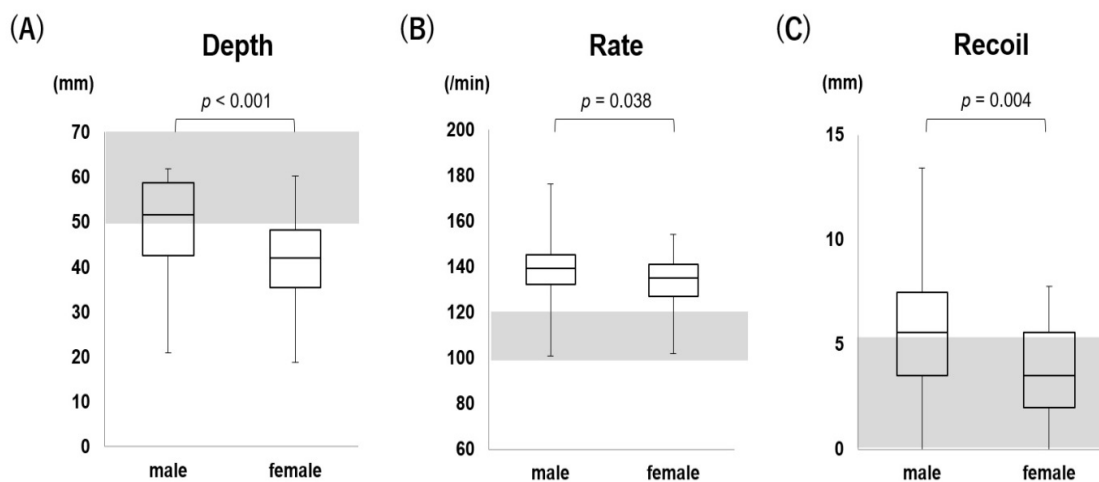 (A)
Depth
(mm)
p < 0.001
70
60
50
40
30
20
10
0
male female
(B)
Rate
(/min)
p = 0.038
200
180
160
140
120
100
80
60
male female
(C)
Recoil
(mm)
p = 0.004
15
10
5
0
male female